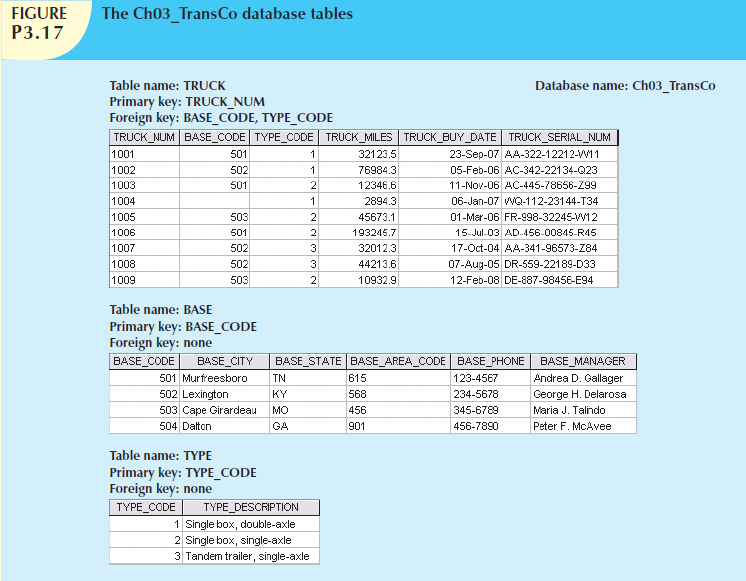 FIGURE
P3.17
The Ch03_TransCo database tables
Table name: TRUCK
Database name: Ch03_TransCo
Primary key: TRUCK_NUM
Foreign key: BASE_CODE, TYPE_CODE
TRUCK_NUM BASE_CODE TYPE_CODE TRUCK_MILES TRUCK_BUY_DATE TRUCK_SERIAL_NUM
1001 501 1 32123.5 23-Sep-07 AA-322-12212-W11
1002 502 1 76984.3 05-Feb-06 AC-342-22134-Q23
1003 501 2 12346.6 11-Nov-06 AC-445-78656-Z99
1004 1 2894.3 06-Jan-07 WQ-112-23144-T34
1005 503 2 45673.1 01-Mar-06 FR-998-32245-W12
1006 501 2 193245.7 15-Jul-03 AD-456-00845-R45
1007 502 3 32012.3 17-Oct-04 AA-341-96573-Z84
1008 502 3 44213.6 07-Aug-05 DR-559-22189-D33
1009 503 2 10932.9 12-Feb-08 DE-887-98456-E94
Table name: BASE
Primary key: BASE_CODE
Foreign key: none
BASE_CODE BASE_CITY BASE_STATE BASE_AREA_CODE BASE_PHONE BASE_MANAGER
501 Murfreesboro TN 615 123-4567 Andrea D. Gallager
502 Lexington KY 568 234-5678 George H. Delarosa
503 Cape Girardeau MO 456 345-6789 Maria J. Talindo
504 Dalton GA 901 456-7890 Peter F. McAvee
Table name: TYPE
Primary key: TYPE_CODE
Foreign key: none
TYPE_CODE TYPE_DESCRIPTION
1 Single box, double-axle
2 Single box, single-axle
3 Tandem trailer, single-axle